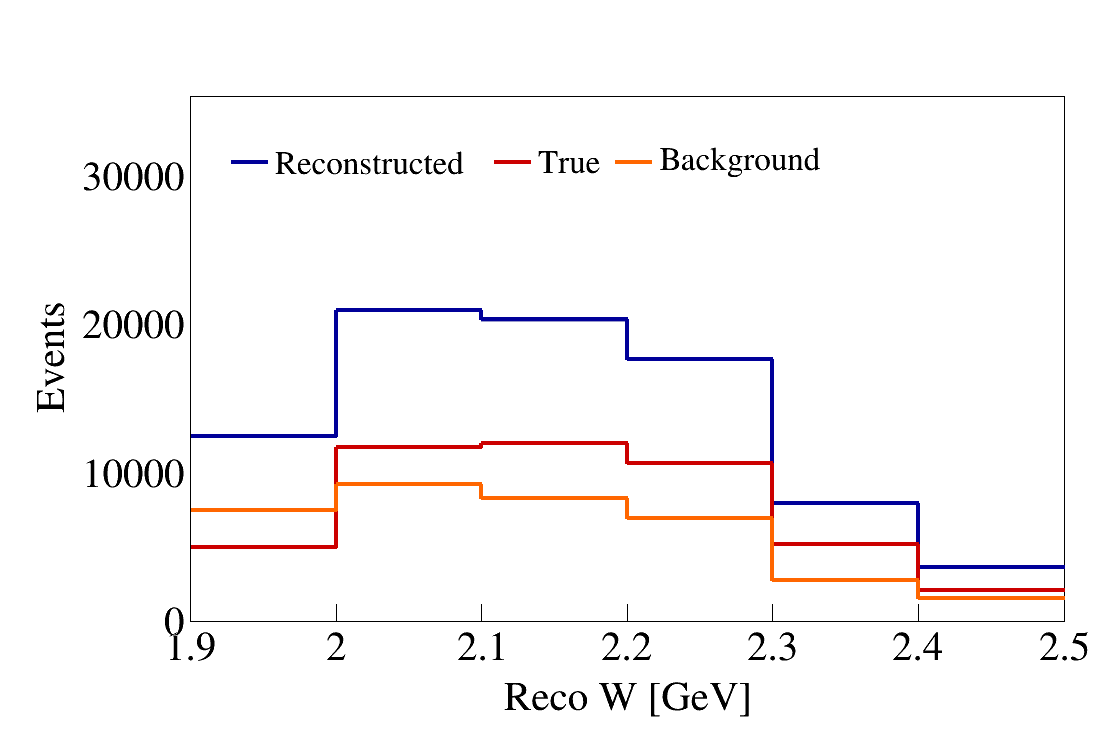 Reconstructed True Background
30000
20000
10000
0
Events
1.9 2 2.1 2.2 2.3 2.4 2.5
Reco W [GeV]